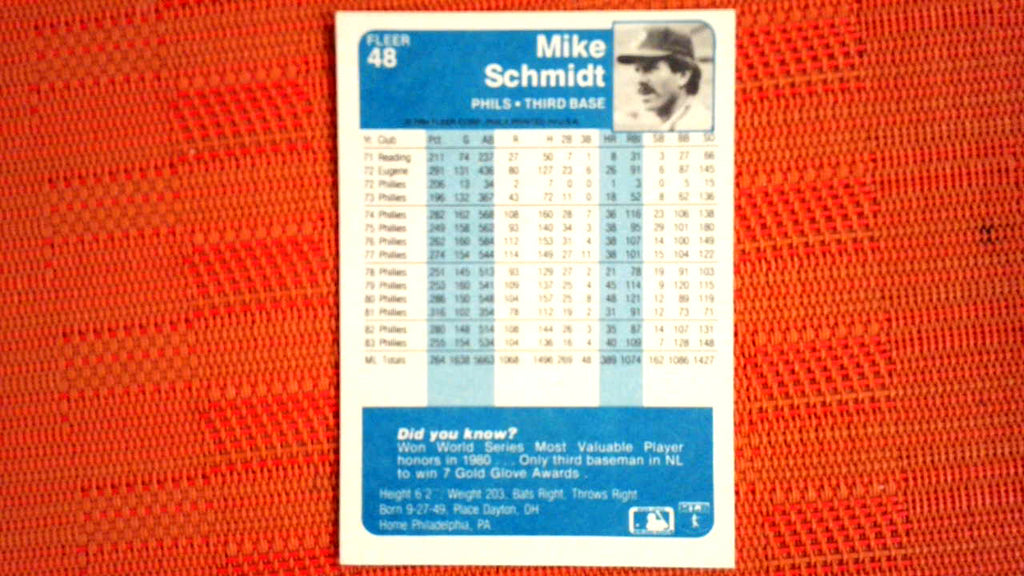 FLEER
48
Mike
Schmidt
PHILS • THIRD BASE
© 1984 FLEER CORP. PHILA PRINTED IN U.S.A.
Yr. Club Pct G AB R H 2B 3B HR RBI SB BB SO
71 Reading .211 74 237 27 50 7 1 8 31 3 27 66
72 Eugene .291 131 436 80 127 23 6 26 91 6 87 145
72 Phillies .206 13 34 2 7 0 0 1 3 0 5 15
73 Phillies .196 132 367 43 72 11 0 18 52 8 62 136
74 Phillies .282 162 568 108 160 28 7 36 116 23 106 138
75 Phillies .249 158 562 93 140 34 3 38 95 29 101 180
76 Phillies .262 160 584 112 153 31 4 38 107 14 100 149
77 Phillies .274 154 544 114 149 27 11 38 101 15 104 122
78 Phillies .251 145 513 93 129 27 2 21 78 19 91 103
79 Phillies .253 160 541 109 137 25 4 45 114 9 120 115
80 Phillies .286 150 548 104 157 25 8 48 121 12 89 119
81 Phillies .316 102 354 78 112 19 2 31 91 12 73 71
82 Phillies .280 148 514 108 144 26 3 35 87 14 107 131
83 Phillies .255 154 534 104 136 16 4 40 109 7 128 148
ML Totals .264 1638 5663 1068 1496 269 48 389 1074 162 1086 1427
Did you know?
Won World Series Most Valuable Player
honors in 1980 ... Only third baseman in NL
to win 7 Gold Glove Awards.
Height 6'2" Weight 203, Bats Right, Throws Right
Born 9-27-49, Place Dayton, OH
Home Philadelphia, PA